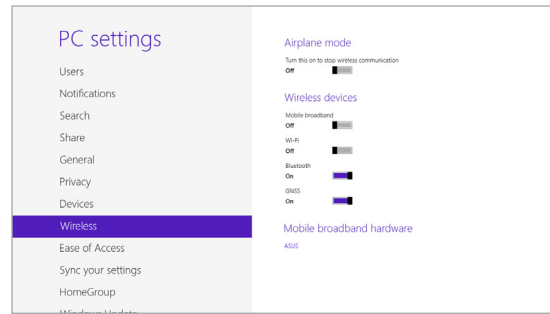 PC settings
Users
Notifications
Search
Share
General
Privacy
Devices
Wireless
Ease of Access
Sync your settings
HomeGroup
Windows Update
Airplane mode
Turn this on to stop wireless communication
Off
Wireless devices
Mobile broadband
Off
Wi-Fi
Off
Bluetooth
On
GNSS
On
Mobile broadband hardware
ASUS